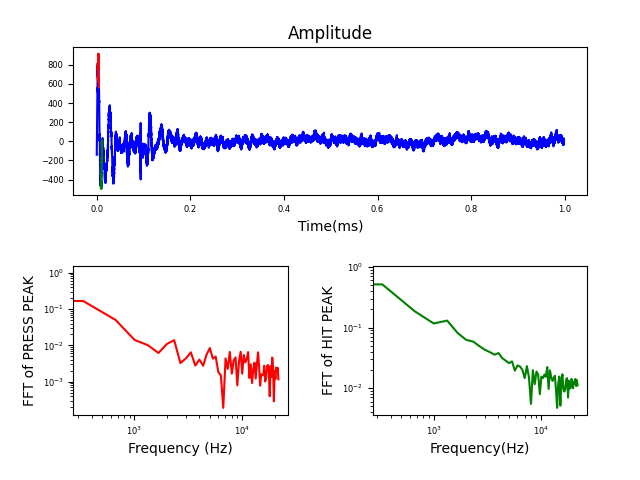 Amplitude
800
600
400
200
0
−200
−400
0.0 0.2 0.4 0.6 0.8 1.0
Time(ms)
FFT of PRESS PEAK
10⁰
10⁻¹
10⁻²
10⁻³
10³ 10⁴
Frequency (Hz)
FFT of HIT PEAK
10⁰
10⁻¹
10⁻²
10³ 10⁴
Frequency(Hz)